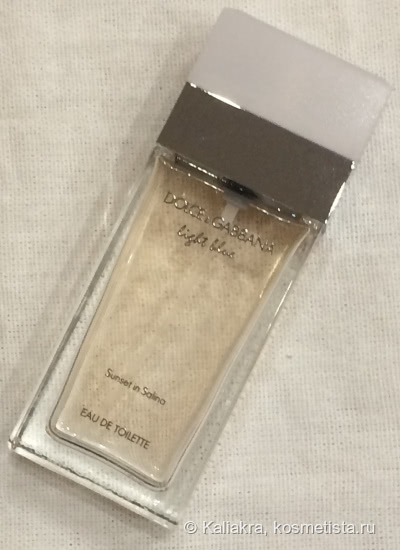 DOLCE & GABBANA
light blue
Sunset in Salina
EAU DE TOILETTE
© Kaliakra, kosmetista.ru